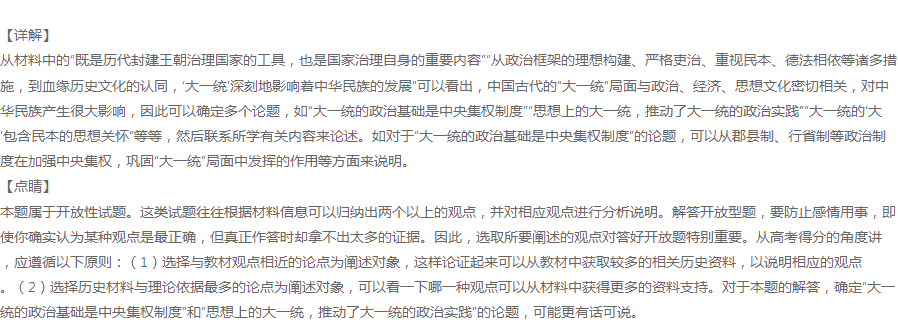 【详解】
从材料中的“既是历代封建王朝治理国家的工具，也是国家治理自身的重要内容”“从政治框架的理想构建、严格吏治、重视民本、德法相依等诸多措
施，到血缘历史文化的认同，‘大一统’深刻地影响着中华民族的发展”可以看出，中国古代的“大一统”局面与政治、经济、思想文化密切相关，对中
华民族产生很大影响，因此可以确定多个论题，如“大一统的政治基础是中央集权制度”“思想上的大一统，推动了大一统的政治实践”“大一统的‘大
’包含民本的思想关怀”等等，然后联系所学有关内容来论述。如对于“大一统的政治基础是中央集权制度”的论题，可以从郡县制、行省制等政治制
度在加强中央集权，巩固“大一统”局面中发挥的作用等方面来说明。
【点睛】
本题属于开放性试题。这类试题往往根据材料信息可以归纳出两个以上的观点，并对相应观点进行分析说明。解答开放型题，要防止感情用事，即
使你确实认为某种观点是最正确，但真正作答时却拿不出太多的证据。因此，选取所要阐述的观点对答好开放题特别重要。从高考得分的角度讲
，应遵循以下原则：（1）选择与教材观点相近的论点为阐述对象，这样论证起来可以从教材中获取较多的相关历史资料，以说明相应的观点
。（2）选择历史材料与理论依据最多的论点为阐述对象，可以看一下哪一种观点可以从材料中获得更多的资料支持。对于本题的解答，确定“大一
统的政治基础是中央集权制度”和“思想上的大一统，推动了大一统的政治实践”的论题，可能更有话可说。